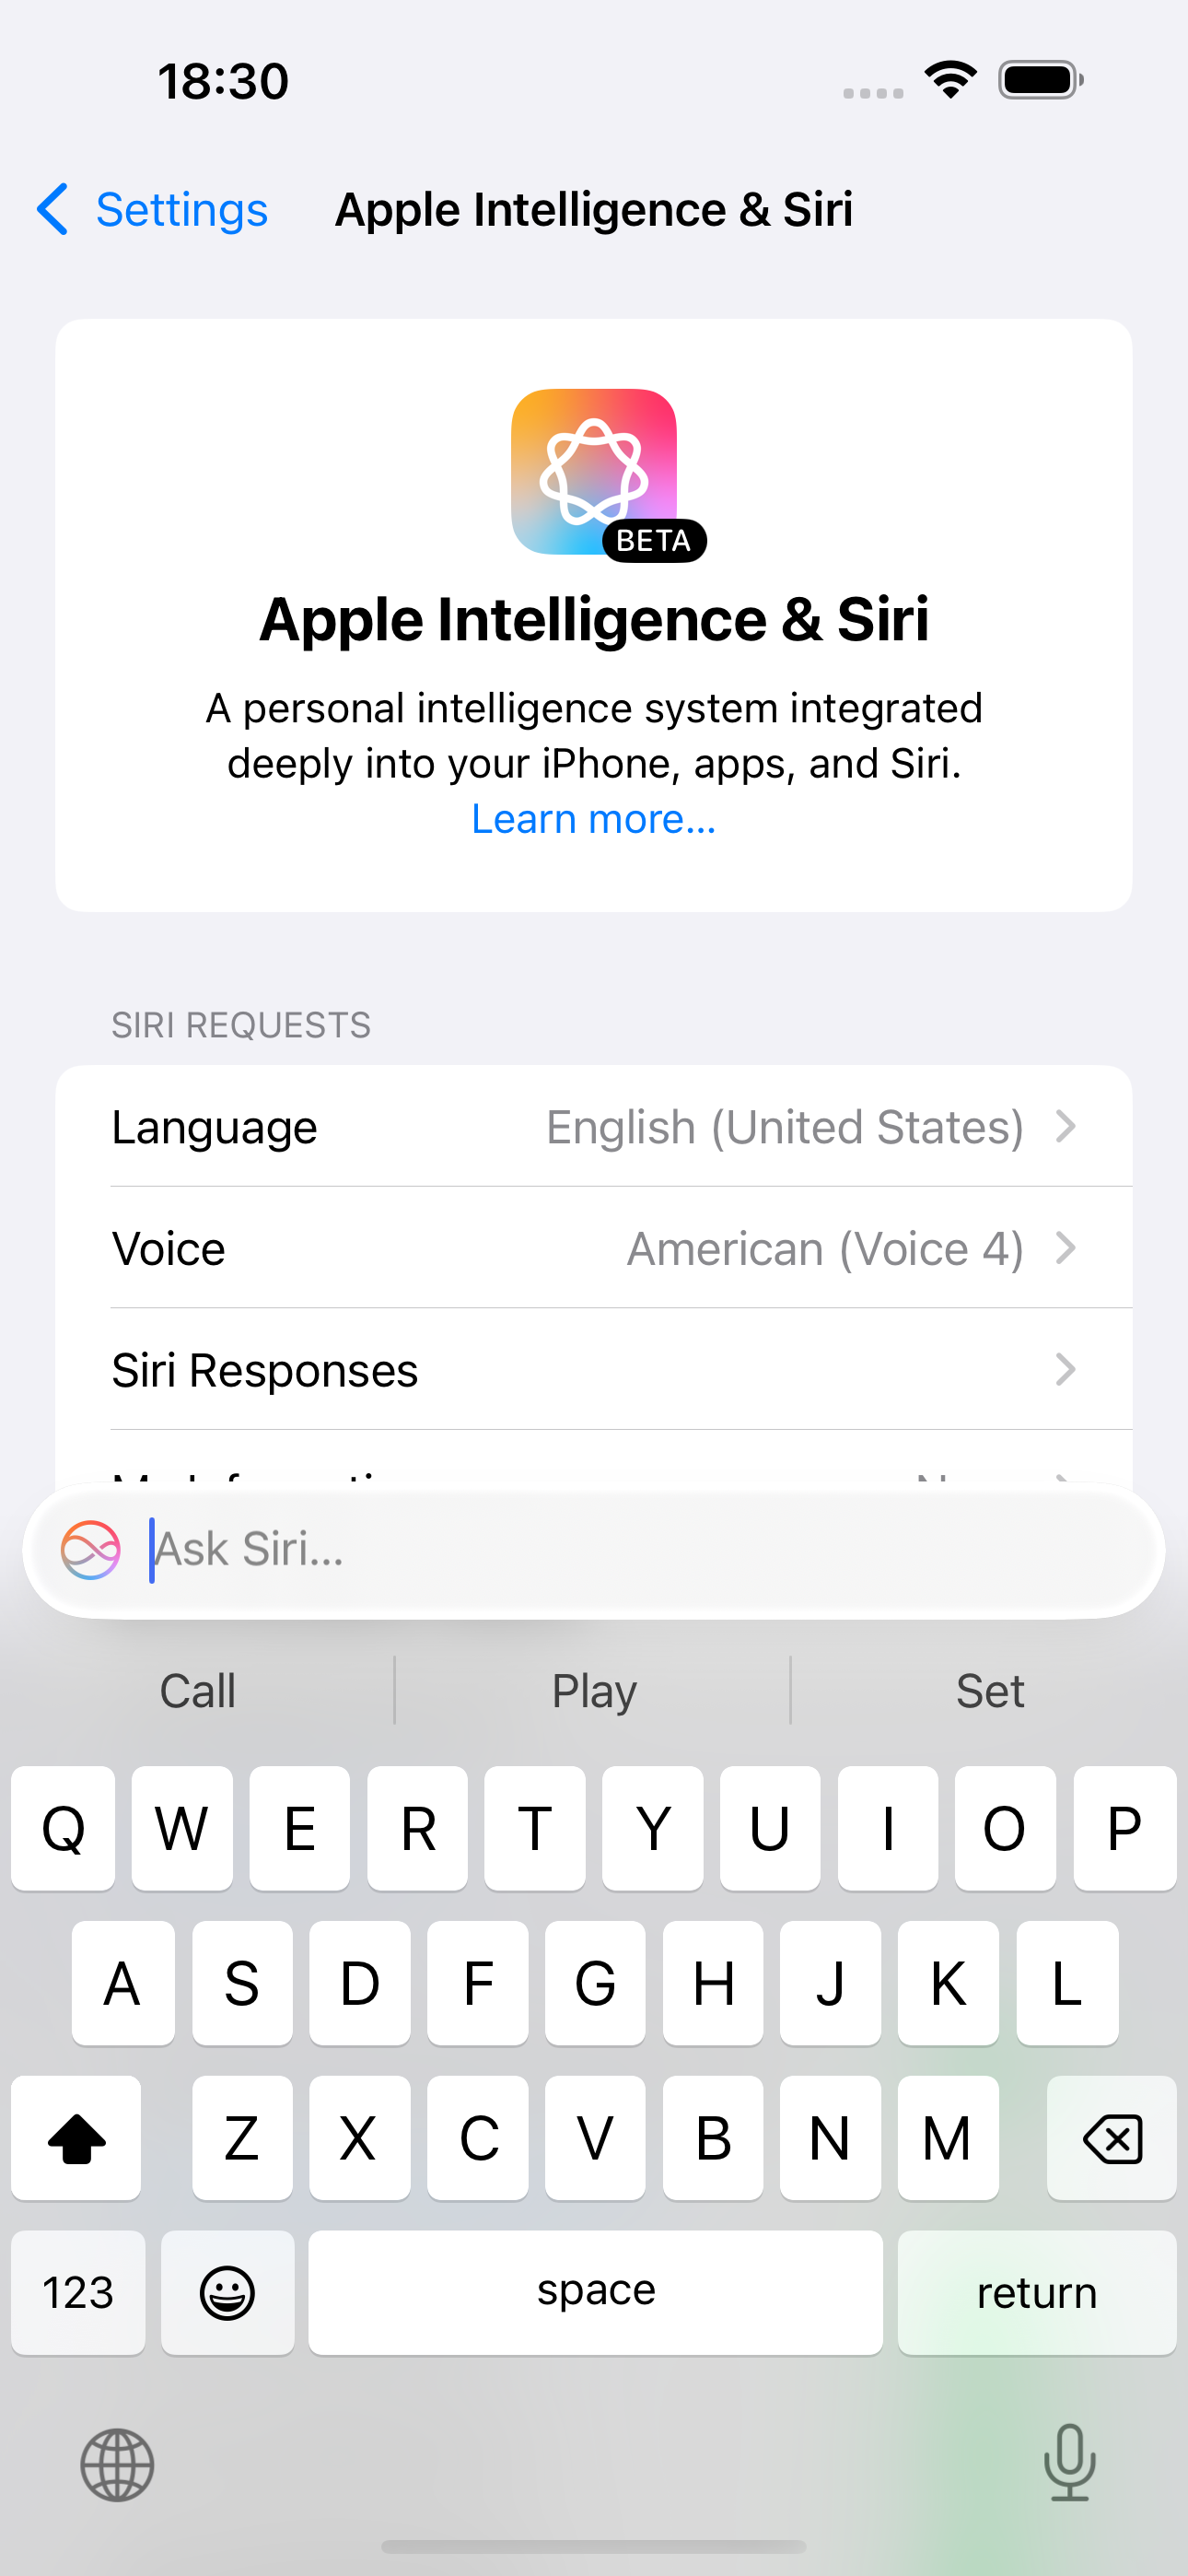 18:30
Settings
Apple Intelligence & Siri
BETA
Apple Intelligence & Siri
A personal intelligence system integrated
deeply into your iPhone, apps, and Siri.
Learn more...
SIRI REQUESTS
Language English (United States)
Voice American (Voice 4)
Siri Responses
Ask Siri...
Call Play Set
Q W E R T Y U I O P
A S D F G H J K L
Z X C V B N M
123 space return